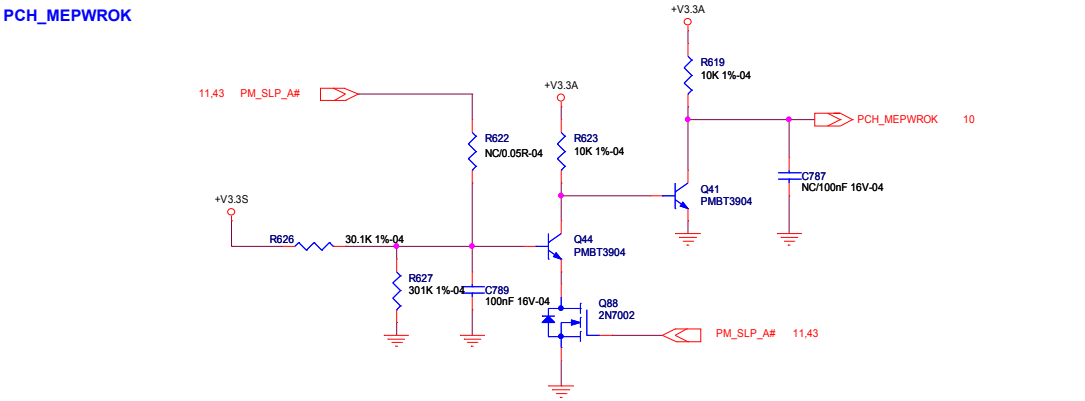 PCH_MEPWROK
+V3.3A
R619
10K 1%-04
11,43 PM_SLP_A#
+V3.3A
PCH_MEPWROK 10
R622
NC/0.05R-04
R623
10K 1%-04
C787
NC/100nF 16V-04
Q41
PMBT3904
+V3.3S
R626 30.1K 1%-04
Q44
PMBT3904
R627
301K 1%-04
C789
100nF 16V-04
Q88
2N7002
PM_SLP_A# 11,43